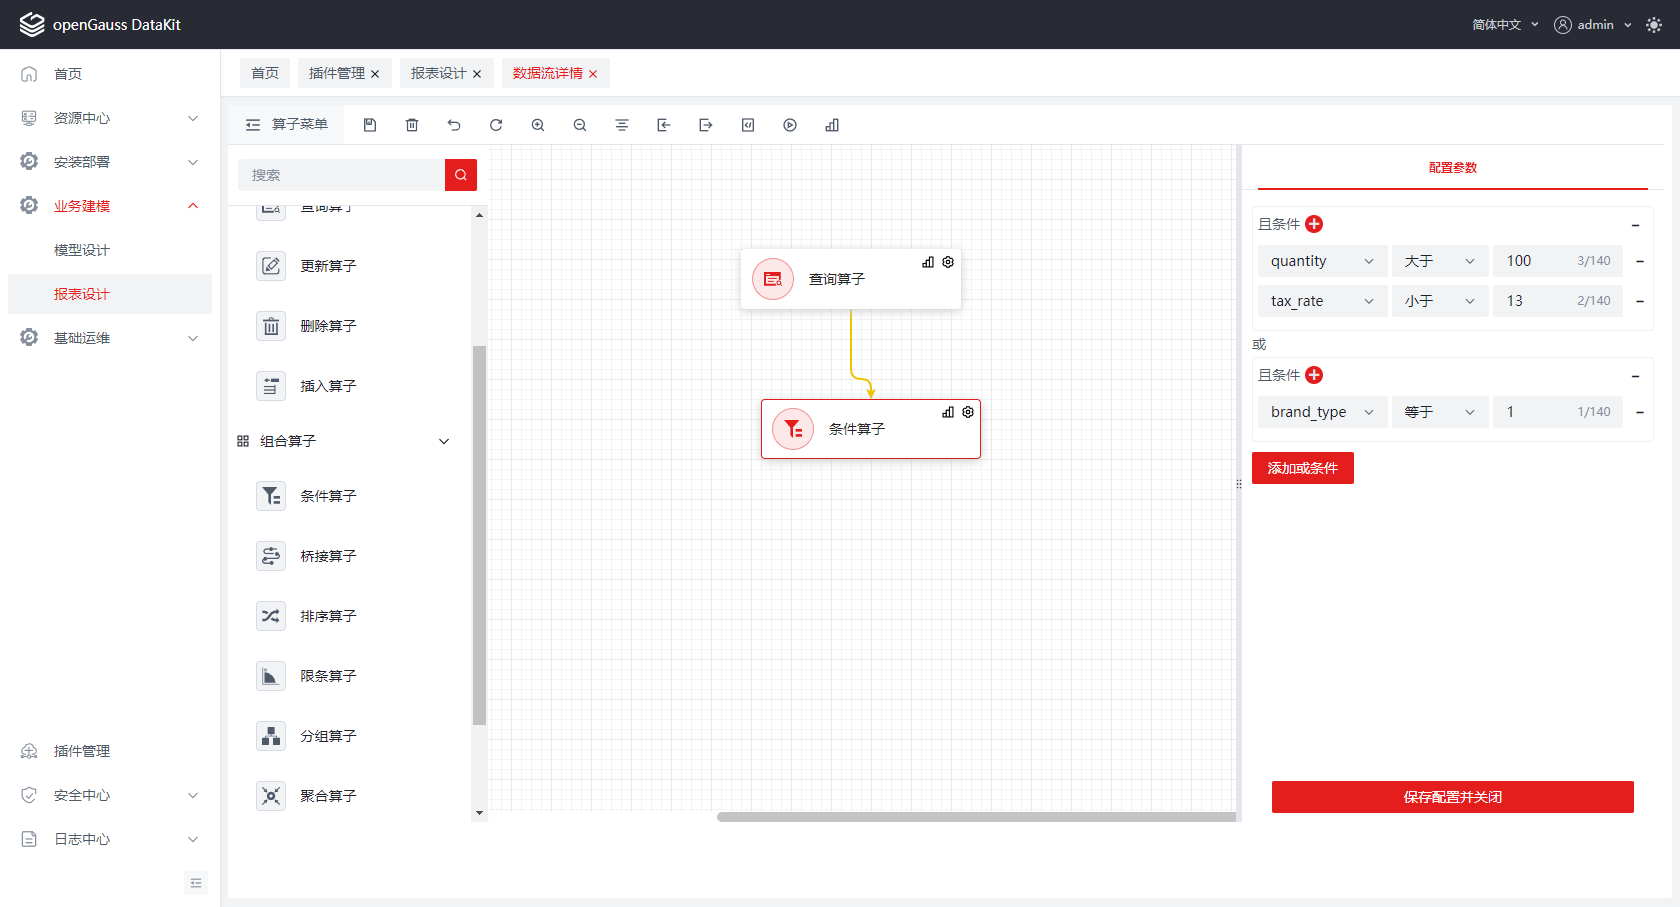 openGauss DataKit
简体中文
admin
首页
资源中心
安装部署
业务建模
模型设计
报表设计
基础运维
插件管理
安全中心
日志中心
首页
插件管理
报表设计
数据流详情
算子菜单
搜索
查询算子
更新算子
删除算子
插入算子
组合算子
条件算子
桥接算子
排序算子
限条算子
分组算子
聚合算子
查询算子
条件算子
配置参数
且条件
quantity 大于 100 3/140
tax_rate 小于 13 2/140
或
且条件
brand_type 等于 1 1/140
添加或条件
保存配置并关闭